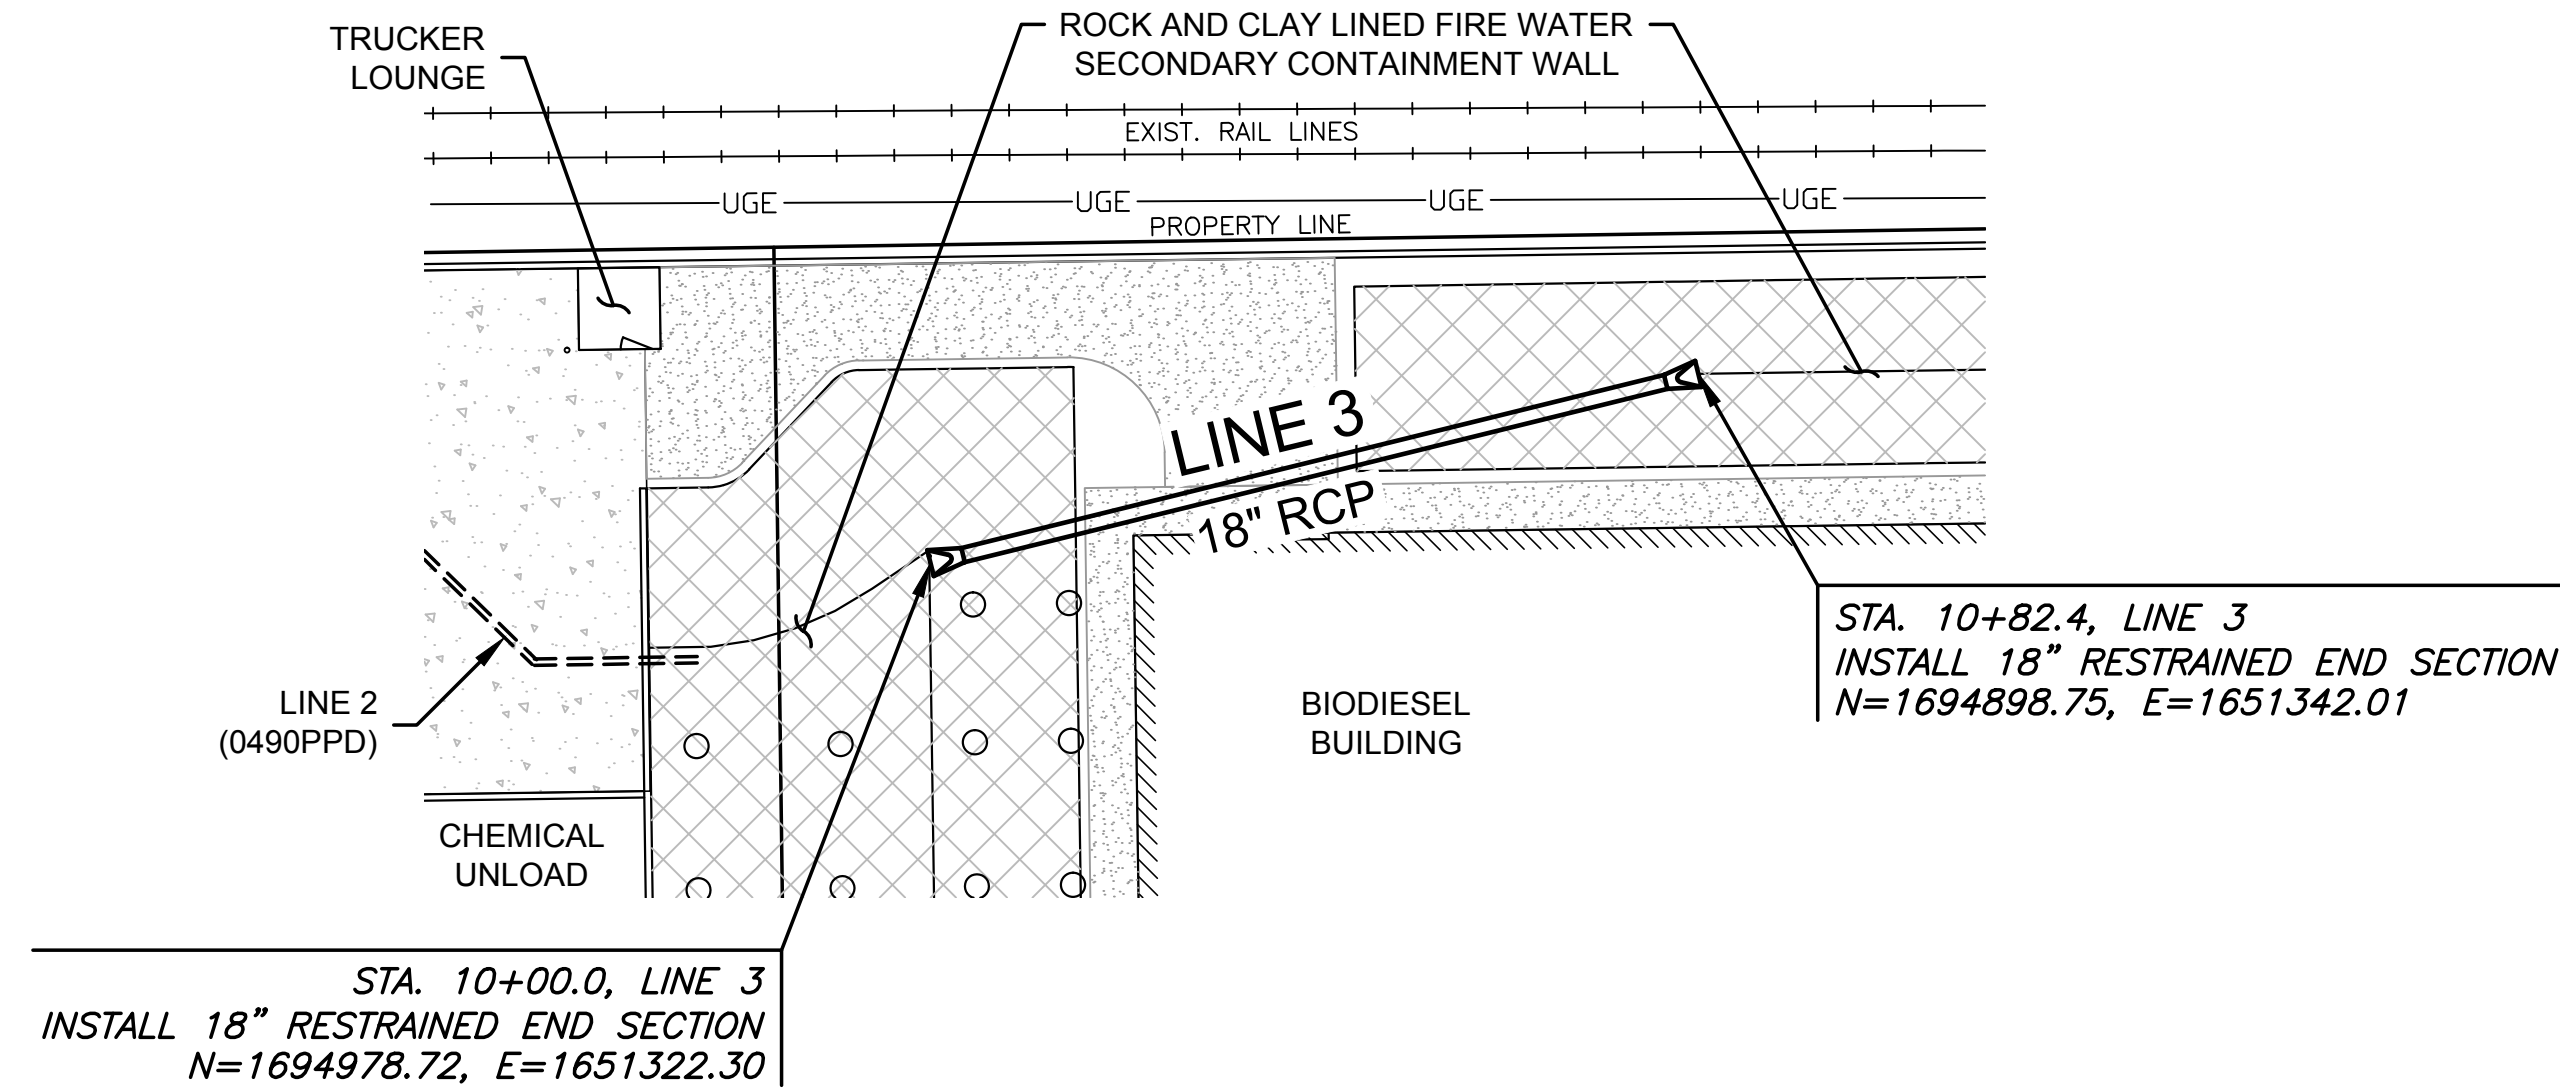 TRUCKER
LOUNGE
ROCK AND CLAY LINED FIRE WATER
SECONDARY CONTAINMENT WALL
EXIST. RAIL LINES
UGE
UGE
UGE
UGE
PROPERTY LINE
LINE 3
18" RCP
STA. 10+82.4, LINE 3
INSTALL 18" RESTRAINED END SECTION
N=1694898.75, E=1651342.01
LINE 2
(0490PPD)
BIODIESEL
BUILDING
CHEMICAL
UNLOAD
STA. 10+00.0, LINE 3
INSTALL 18" RESTRAINED END SECTION
N=1694978.72, E=1651322.30